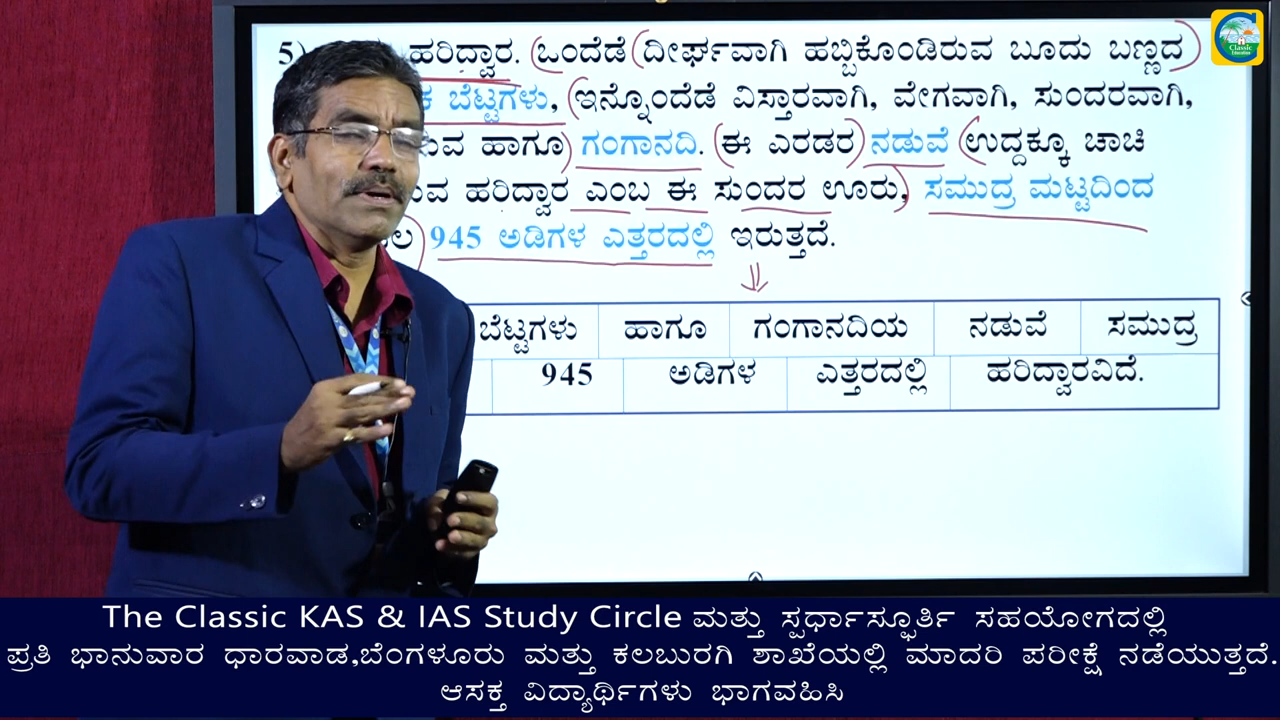 5) ಹರಿದ್ವಾರ. ಒಂದೆಡೆ ದೀರ್ಘವಾಗಿ ಹಬ್ಬಿಕೊಂಡಿರುವ ಬೂದು ಬಣ್ಣದ
ಬೆಟ್ಟಗಳು, ಇನ್ನೊಂದೆಡೆ ವಿಸ್ತಾರವಾಗಿ, ವೇಗವಾಗಿ, ಸುಂದರವಾಗಿ,
ಹಾಗೂ ಗಂಗಾನದಿ. ಈ ಎರಡರ ನಡುವೆ ಉದ್ದಕ್ಕೂ ಚಾಚಿ
ಹರಿದ್ವಾರ ಎಂಬ ಈ ಸುಂದರ ಊರು, ಸಮುದ್ರ ಮಟ್ಟದಿಂದ
945 ಅಡಿಗಳ ಎತ್ತರದಲ್ಲಿ ಇರುತ್ತದೆ.
ಬೆಟ್ಟಗಳು ಹಾಗೂ ಗಂಗಾನದಿಯ ನಡುವೆ ಸಮುದ್ರ
945 ಅಡಿಗಳ ಎತ್ತರದಲ್ಲಿ ಹರಿದ್ವಾರವಿದೆ.
Classic Education
The Classic KAS & IAS Study Circle ಮತ್ತು ಸ್ಪರ್ಧಾಸ್ಫೂರ್ತಿ ಸಹಯೋಗದಲ್ಲಿ
ಪ್ರತಿ ಭಾನುವಾರ ಧಾರವಾಡ,ಬೆಂಗಳೂರು ಮತ್ತು ಕಲಬುರಗಿ ಶಾಖೆಯಲ್ಲಿ ಮಾದರಿ ಪರೀಕ್ಷೆ ನಡೆಯುತ್ತದೆ.
ಆಸಕ್ತ ವಿದ್ಯಾರ್ಥಿಗಳು ಭಾಗವಹಿಸಿ